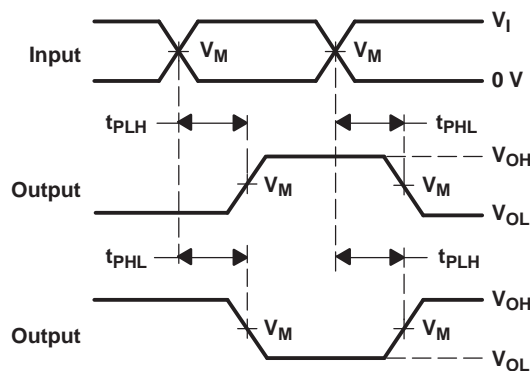 V_I
Input V_M V_M
0 V
t_PLH t_PHL
V_OH
Output V_M V_M
V_OL
t_PHL t_PLH
V_OH
Output V_M V_M
V_OL